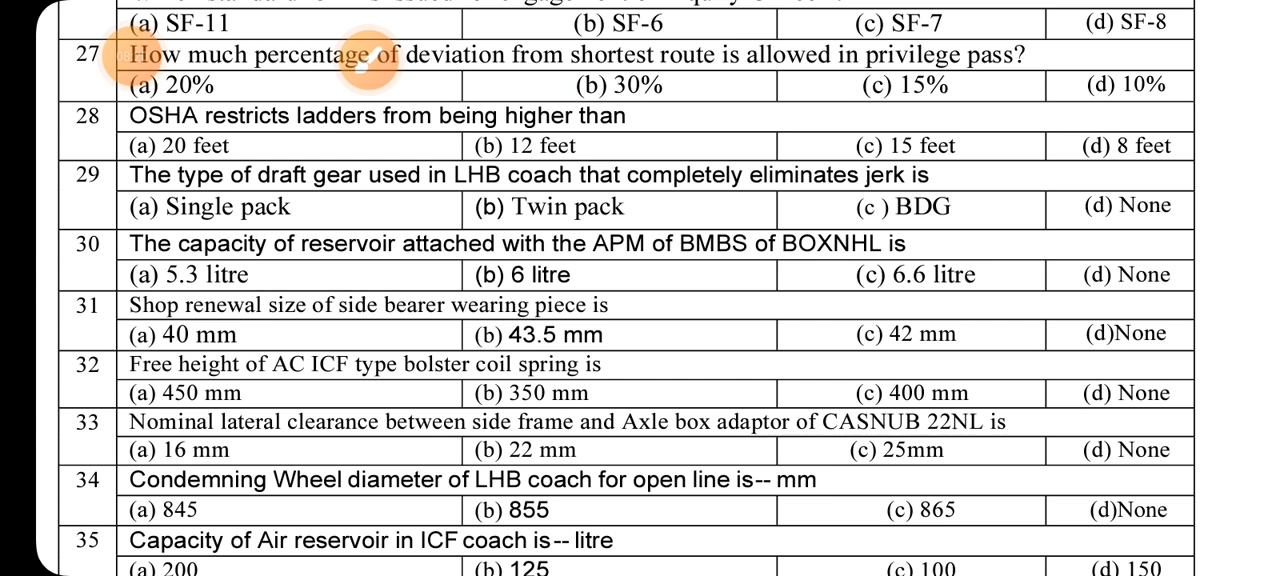 (a) SF-11 (b) SF-6 (c) SF-7 (d) SF-8
27 How much percentage of deviation from shortest route is allowed in privilege pass?
(a) 20% (b) 30% (c) 15% (d) 10%
28 OSHA restricts ladders from being higher than
(a) 20 feet (b) 12 feet (c) 15 feet (d) 8 feet
29 The type of draft gear used in LHB coach that completely eliminates jerk is
(a) Single pack (b) Twin pack (c ) BDG (d) None
30 The capacity of reservoir attached with the APM of BMBS of BOXNHL is
(a) 5.3 litre (b) 6 litre (c) 6.6 litre (d) None
31 Shop renewal size of side bearer wearing piece is
(a) 40 mm (b) 43.5 mm (c) 42 mm (d)None
32 Free height of AC ICF type bolster coil spring is
(a) 450 mm (b) 350 mm (c) 400 mm (d) None
33 Nominal lateral clearance between side frame and Axle box adaptor of CASNUB 22NL is
(a) 16 mm (b) 22 mm (c) 25mm (d) None
34 Condemning Wheel diameter of LHB coach for open line is-- mm
(a) 845 (b) 855 (c) 865 (d)None
35 Capacity of Air reservoir in ICF coach is-- litre
(a) 200 (b) 125 (c) 100 (d) 150